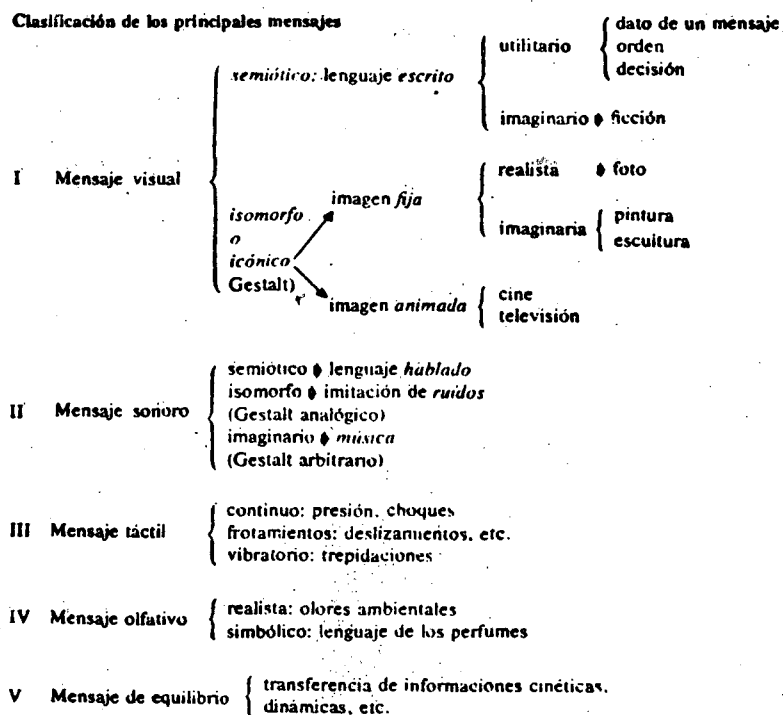 Clasificación de los principales mensajes
semiótico: lenguaje escrito
utilitario
dato de un mensaje
orden
decisión
imaginario ♦ ficción
I Mensaje visual
isomorfo
o
icónico
Gestalt)
imagen fija
realista ♦ foto
imaginaria
pintura
escultura
imagen animada
cine
televisión
II Mensaje sonoro
semiótico ♦ lenguaje hablado
isomorfo ♦ imitación de ruidos
(Gestalt analógico)
imaginario ♦ música
(Gestalt arbitrario)
III Mensaje táctil
continuo: presión, choques
frotamientos: deslizamientos, etc.
vibratorio: trepidaciones
IV Mensaje olfativo
realista: olores ambientales
simbólico: lenguaje de los perfumes
V Mensaje de equilibrio
transferencia de informaciones cinéticas,
dinámicas, etc.